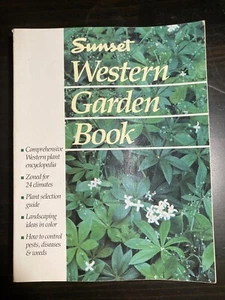 Sunset
Western
Garden
Book
Comprehensive
Western plant
encyclopedia
Zoned for
24 climates
Plant selection
guide
Landscaping
ideas in color
How to control
pests, diseases
& weeds